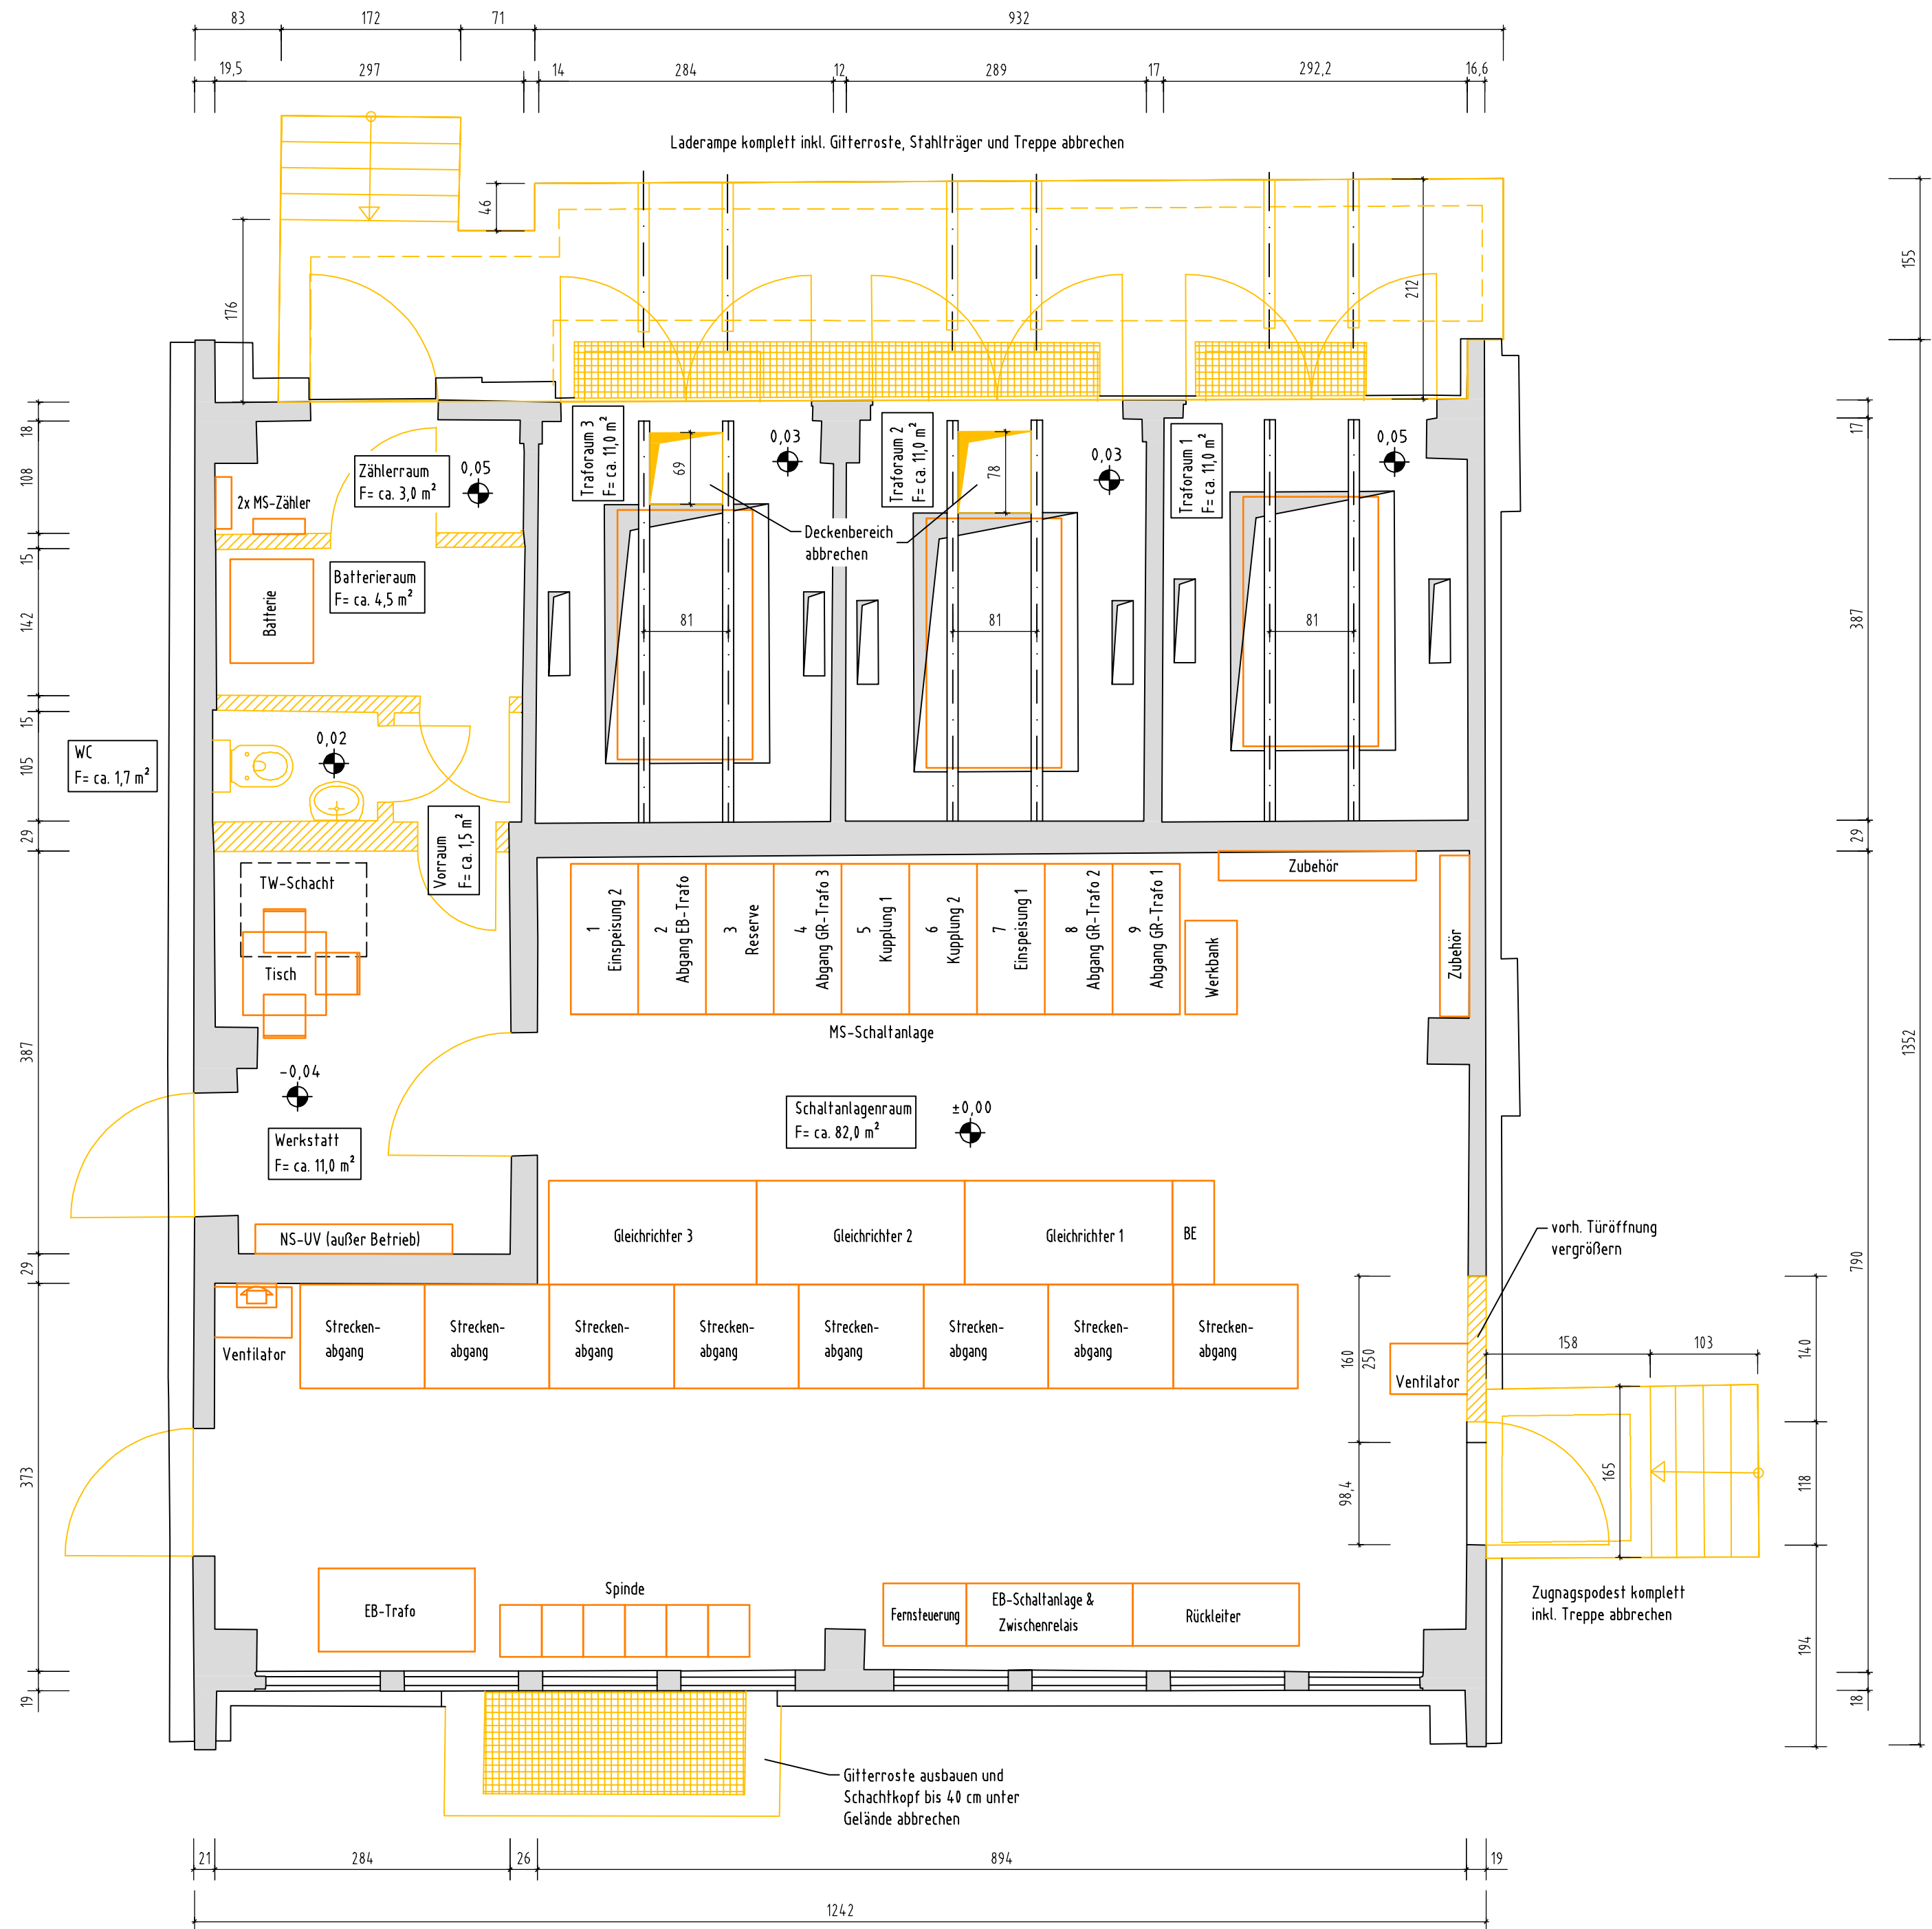 83
172
71
932
19,5
297
14
284
12
289
17
292,2
16,6
Laderampe komplett inkl. Gitterroste, Stahlträger und Treppe abbrechen
46
176
212
155
18
108
15
142
15
105
29
387
29
373
19
17
387
29
790
18
1352
Zählerraum
F= ca. 3,0 m²
0,05
2x MS-Zähler
Traforaum 3
F= ca. 11,0 m²
69
0,03
Traforaum 2
F= ca. 11,0 m²
78
0,03
Traforaum 1
F= ca. 11,0 m²
0,05
Deckenbereich
abbrechen
Batterieraum
F= ca. 4,5 m²
Batterie
81
81
81
WC
F= ca. 1,7 m²
0,02
Vorraum
F= ca. 1,5 m²
TW-Schacht
Tisch
1
Einspeisung 2
2
Abgang EB-Trafo
3
Reserve
4
Abgang GR-Trafo 3
5
Kupplung 1
6
Kupplung 2
7
Einspeisung 1
8
Abgang GR-Trafo 2
9
Abgang GR-Trafo 1
Werkbank
Zubehör
Zubehör
MS-Schaltanlage
-0,04
Werkstatt
F= ca. 11,0 m²
Schaltanlagenraum
F= ca. 82,0 m²
±0,00
NS-UV (außer Betrieb)
Gleichrichter 3
Gleichrichter 2
Gleichrichter 1
BE
vorh. Türöffnung
vergrößern
Ventilator
Strecken-
abgang
Strecken-
abgang
Strecken-
abgang
Strecken-
abgang
Strecken-
abgang
Strecken-
abgang
Strecken-
abgang
Strecken-
abgang
160
250
98,4
Ventilator
158
103
165
140
118
194
Zugnagspodest komplett
inkl. Treppe abbrechen
EB-Trafo
Spinde
Fernsteuerung
EB-Schaltanlage &
Zwischenrelais
Rückleiter
Gitterroste ausbauen und
Schachtkopf bis 40 cm unter
Gelände abbrechen
21
284
26
894
19
1242